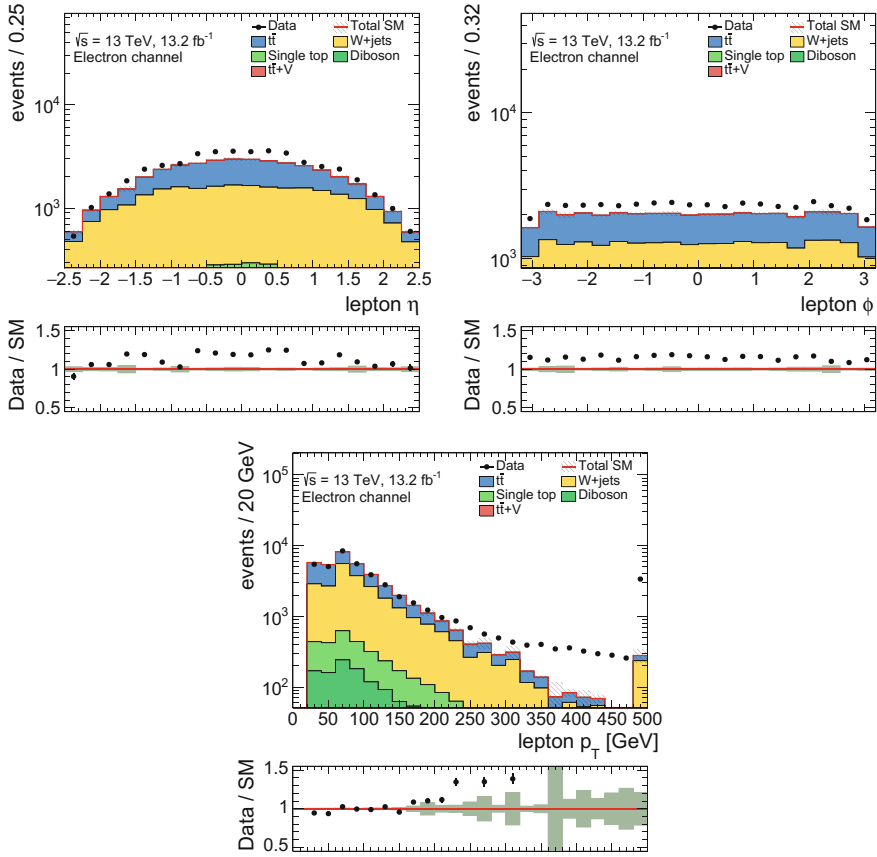 events / 0.25
√s = 13 TeV, 13.2 fb⁻¹
Electron channel
Data
Total SM
tt̄
W+jets
Single top
Diboson
tt̄+V
10⁴
10³
−2.5 −2 −1.5 −1 −0.5 0 0.5 1 1.5 2 2.5
lepton η
Data / SM
1.5
1
0.5
events / 0.32
√s = 13 TeV, 13.2 fb⁻¹
Electron channel
Data
Total SM
tt̄
W+jets
Single top
Diboson
tt̄+V
10⁴
10³
−3 −2 −1 0 1 2 3
lepton ϕ
Data / SM
1.5
1
0.5
events / 20 GeV
√s = 13 TeV, 13.2 fb⁻¹
Electron channel
Data
Total SM
tt̄
W+jets
Single top
Diboson
tt̄+V
10⁵
10⁴
10³
10²
0 50 100 150 200 250 300 350 400 450 500
lepton p_T [GeV]
Data / SM
1.5
1
0.5